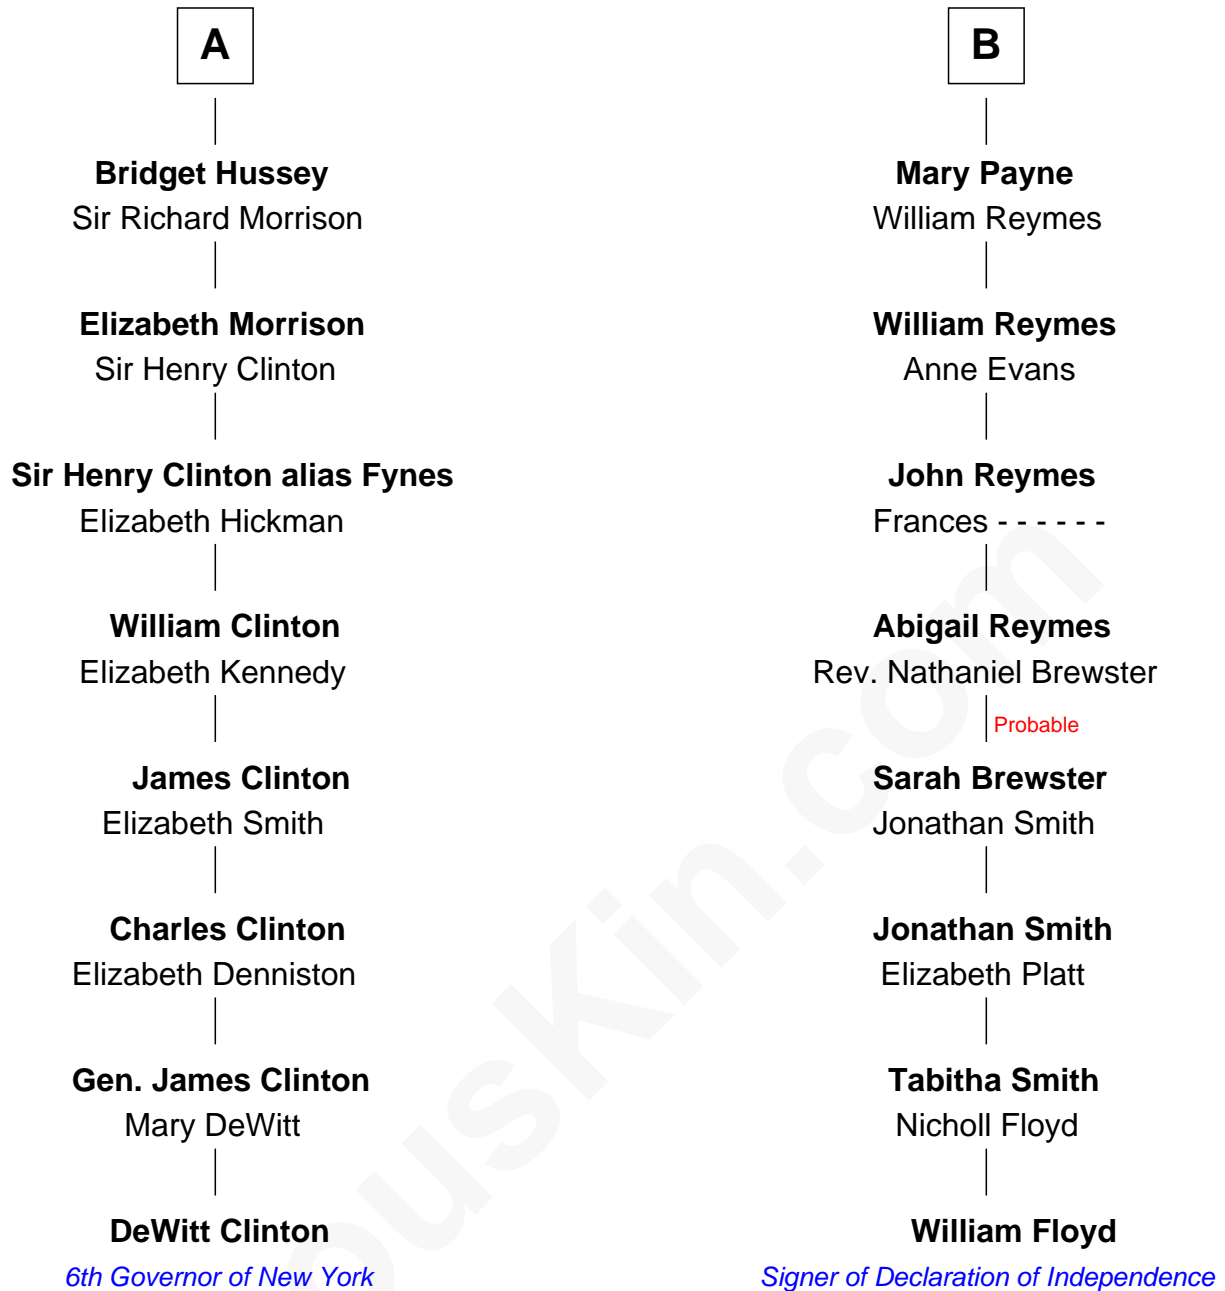 A
Bridget Hussey
Sir Richard Morrison
Elizabeth Morrison
Sir Henry Clinton
Sir Henry Clinton alias Fynes
Elizabeth Hickman
William Clinton
Elizabeth Kennedy
James Clinton
Elizabeth Smith
Charles Clinton
Elizabeth Denniston
Gen. James Clinton
Mary DeWitt
DeWitt Clinton
6th Governor of New York
B
Mary Payne
William Reymes
William Reymes
Anne Evans
John Reymes
Frances - - - - - -
Abigail Reymes
Rev. Nathaniel Brewster
Probable
Sarah Brewster
Jonathan Smith
Jonathan Smith
Elizabeth Platt
Tabitha Smith
Nicholl Floyd
William Floyd
Signer of Declaration of Independence
ousKin.com